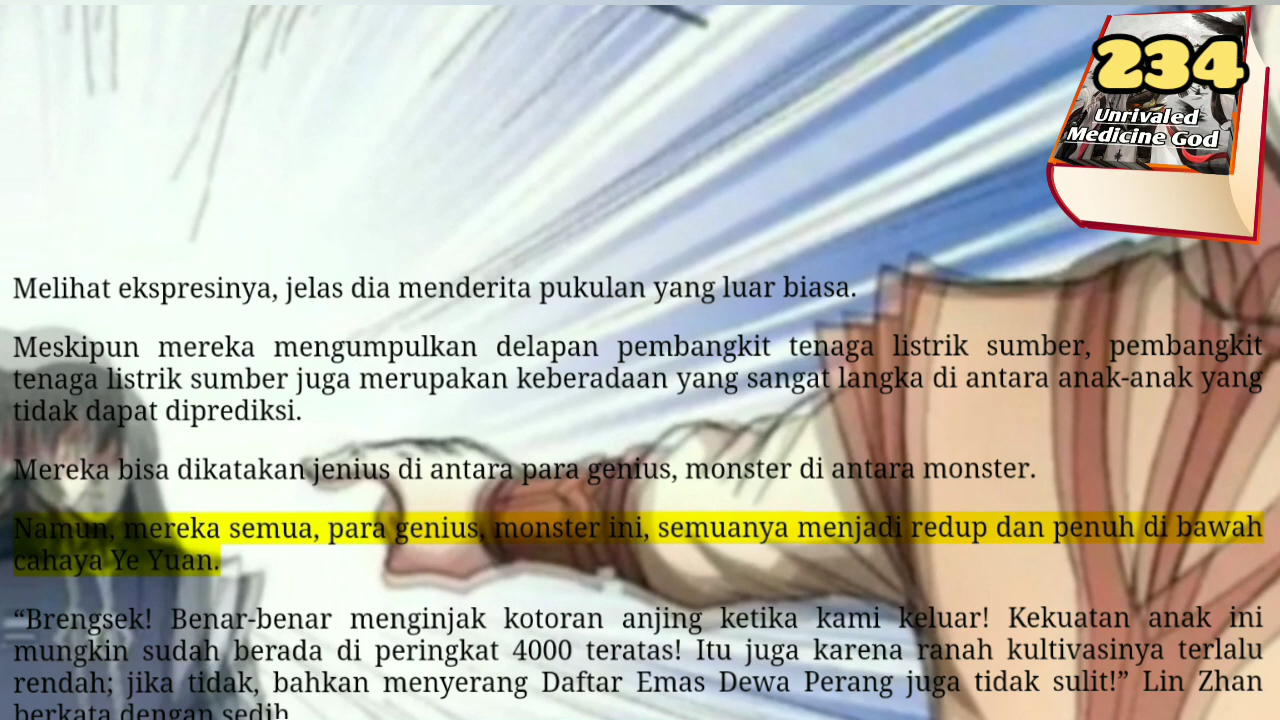 234
Unrivaled
Medicine God
Melihat ekspresinya, jelas dia menderita pukulan yang luar biasa.
Meskipun mereka mengumpulkan delapan pembangkit tenaga listrik sumber, pembangkit
tenaga listrik sumber juga merupakan keberadaan yang sangat langka di antara anak-anak yang
tidak dapat diprediksi.
Mereka bisa dikatakan jenius di antara para genius, monster di antara monster.
Namun, mereka semua, para genius, monster ini, semuanya menjadi redup dan penuh di bawah
cahaya Ye Yuan.
“Brengsek! Benar-benar menginjak kotoran anjing ketika kami keluar! Kekuatan anak ini
mungkin sudah berada di peringkat 4000 teratas! Itu juga karena ranah kultivasinya terlalu
rendah; jika tidak, bahkan menyerang Daftar Emas Dewa Perang juga tidak sulit!” Lin Zhan
berkata dengan sedih.